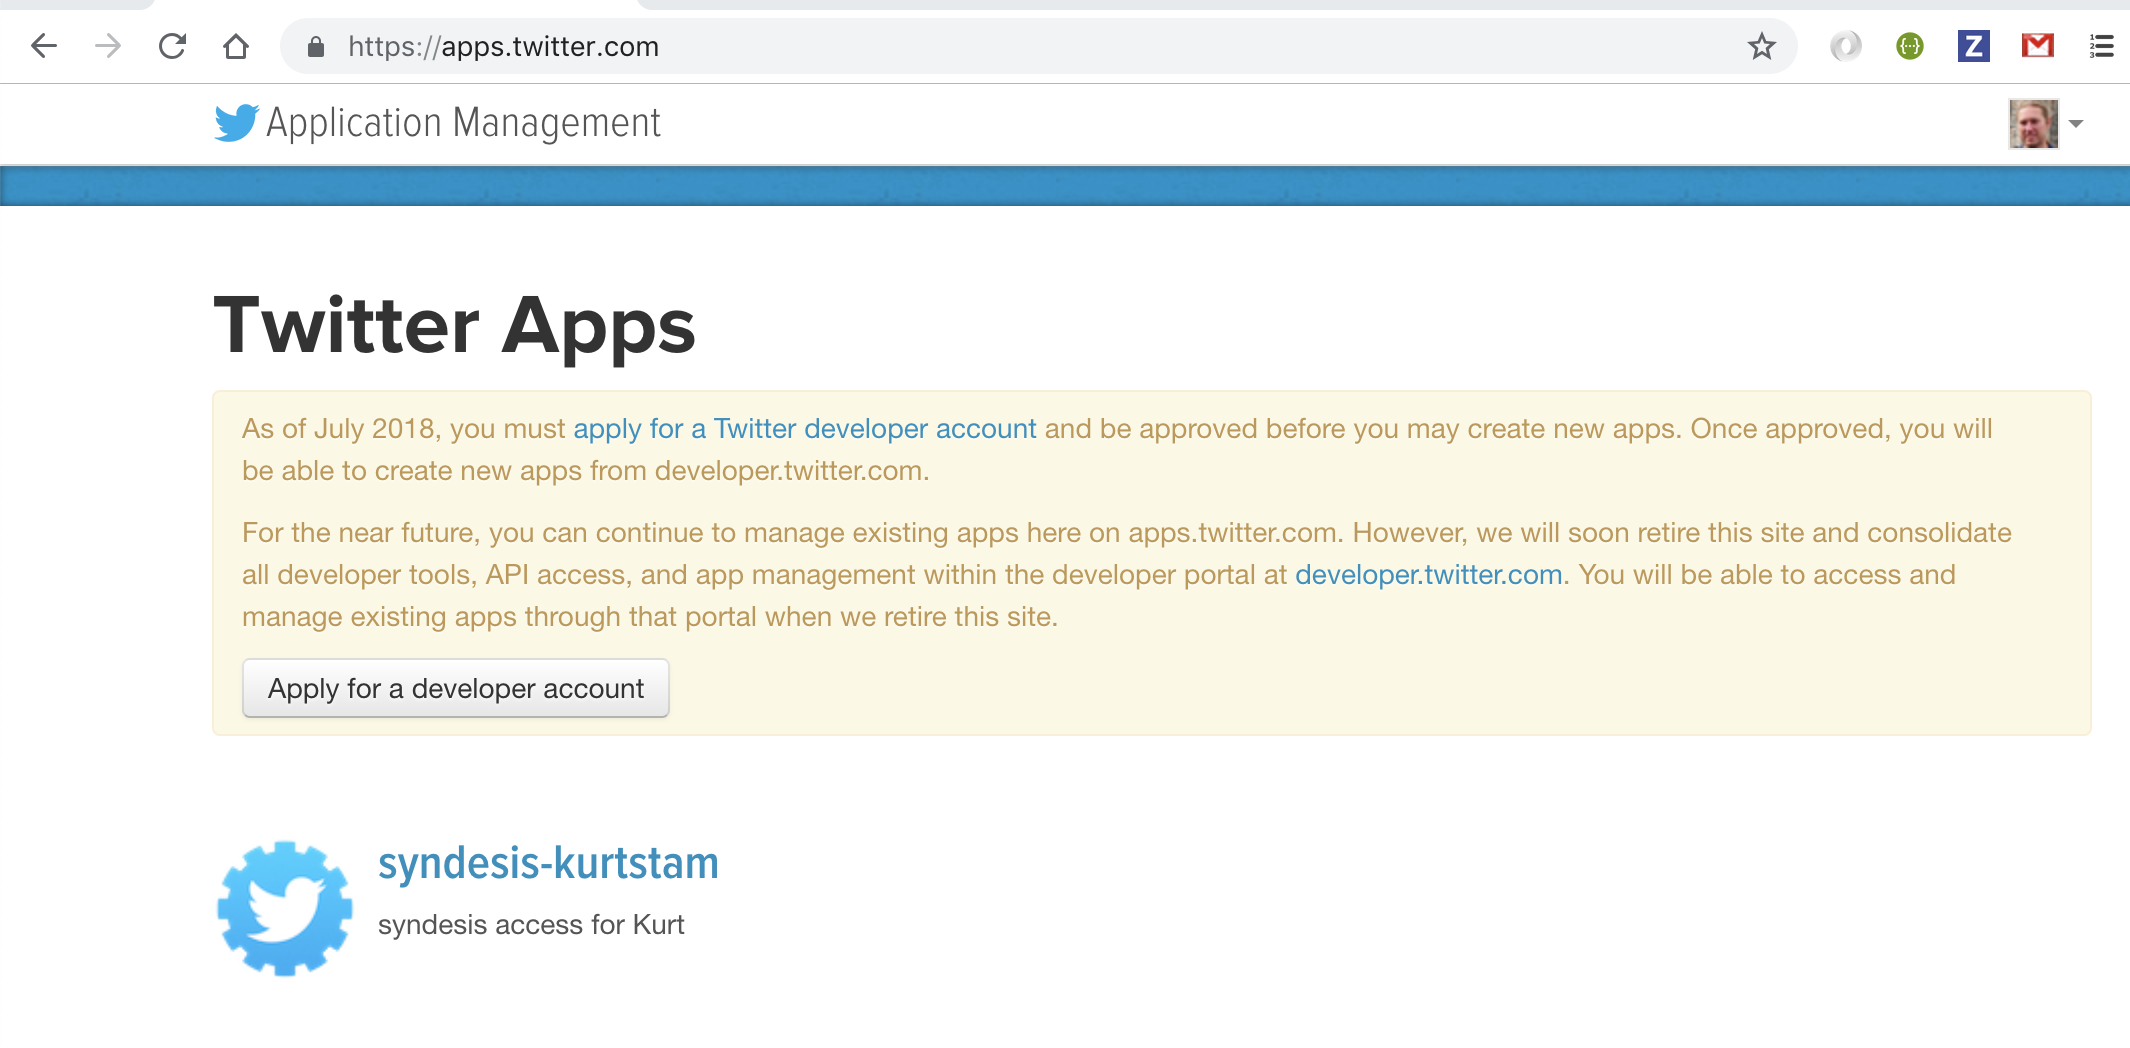 https://apps.twitter.com
Z
M
1
2
3
Application Management
Twitter Apps
As of July 2018, you must apply for a Twitter developer account and be approved before you may create new apps. Once approved, you will
be able to create new apps from developer.twitter.com.
For the near future, you can continue to manage existing apps here on apps.twitter.com. However, we will soon retire this site and consolidate
all developer tools, API access, and app management within the developer portal at developer.twitter.com. You will be able to access and
manage existing apps through that portal when we retire this site.
Apply for a developer account
syndesis-kurtstam
syndesis access for Kurt